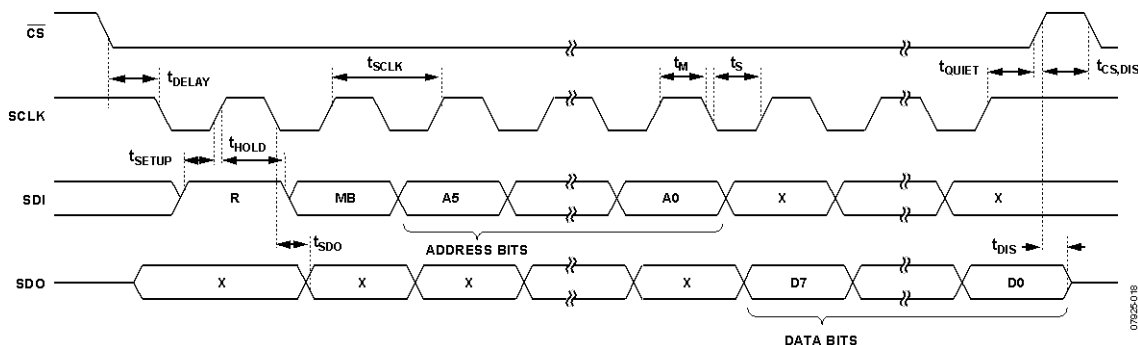 CS
tDELAY
tSCLK
tM
tS
tQUIET
tCS,DIS
SCLK
tSETUP
tHOLD
SDI
R
MB
A5
A0
X
X
tSDO
ADDRESS BITS
tDIS
SDO
X
X
X
X
D7
D0
DATA BITS
07925-018